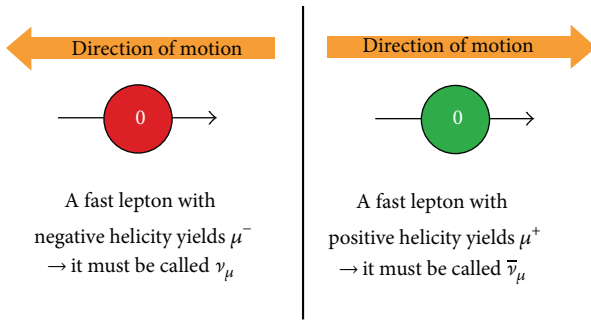 Direction of motion
0
A fast lepton with
negative helicity yields μ⁻
→ it must be called ν_μ
Direction of motion
0
A fast lepton with
positive helicity yields μ⁺
→ it must be called ν̅_μ